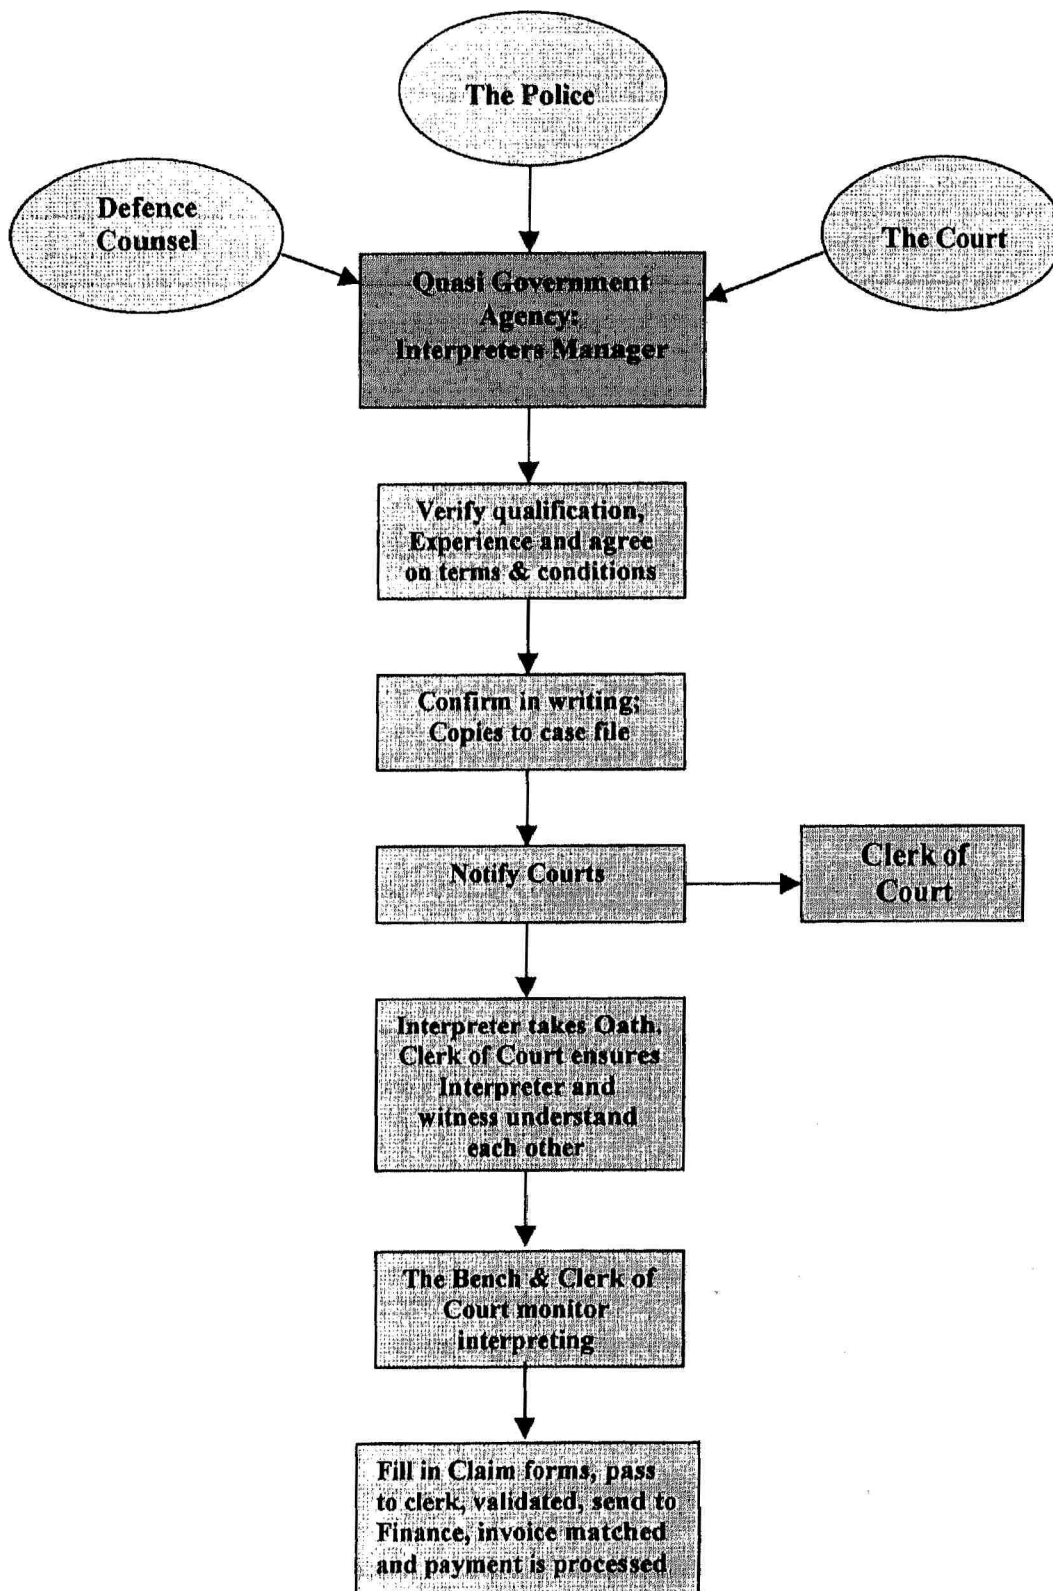 The Police
Defence
Counsel
The Court
Quasi Government
Agency:
Interpreters Manager
Verify qualification,
Experience and agree
on terms & conditions
Confirm in writing;
Copies to case file
Notify Courts
Clerk of
Court
Interpreter takes Oath.
Clerk of Court ensures
Interpreter and
witness understand
each other
The Bench & Clerk of
Court monitor
interpreting
Fill in Claim forms, pass
to clerk, validated, send to
Finance, invoice matched
and payment is processed